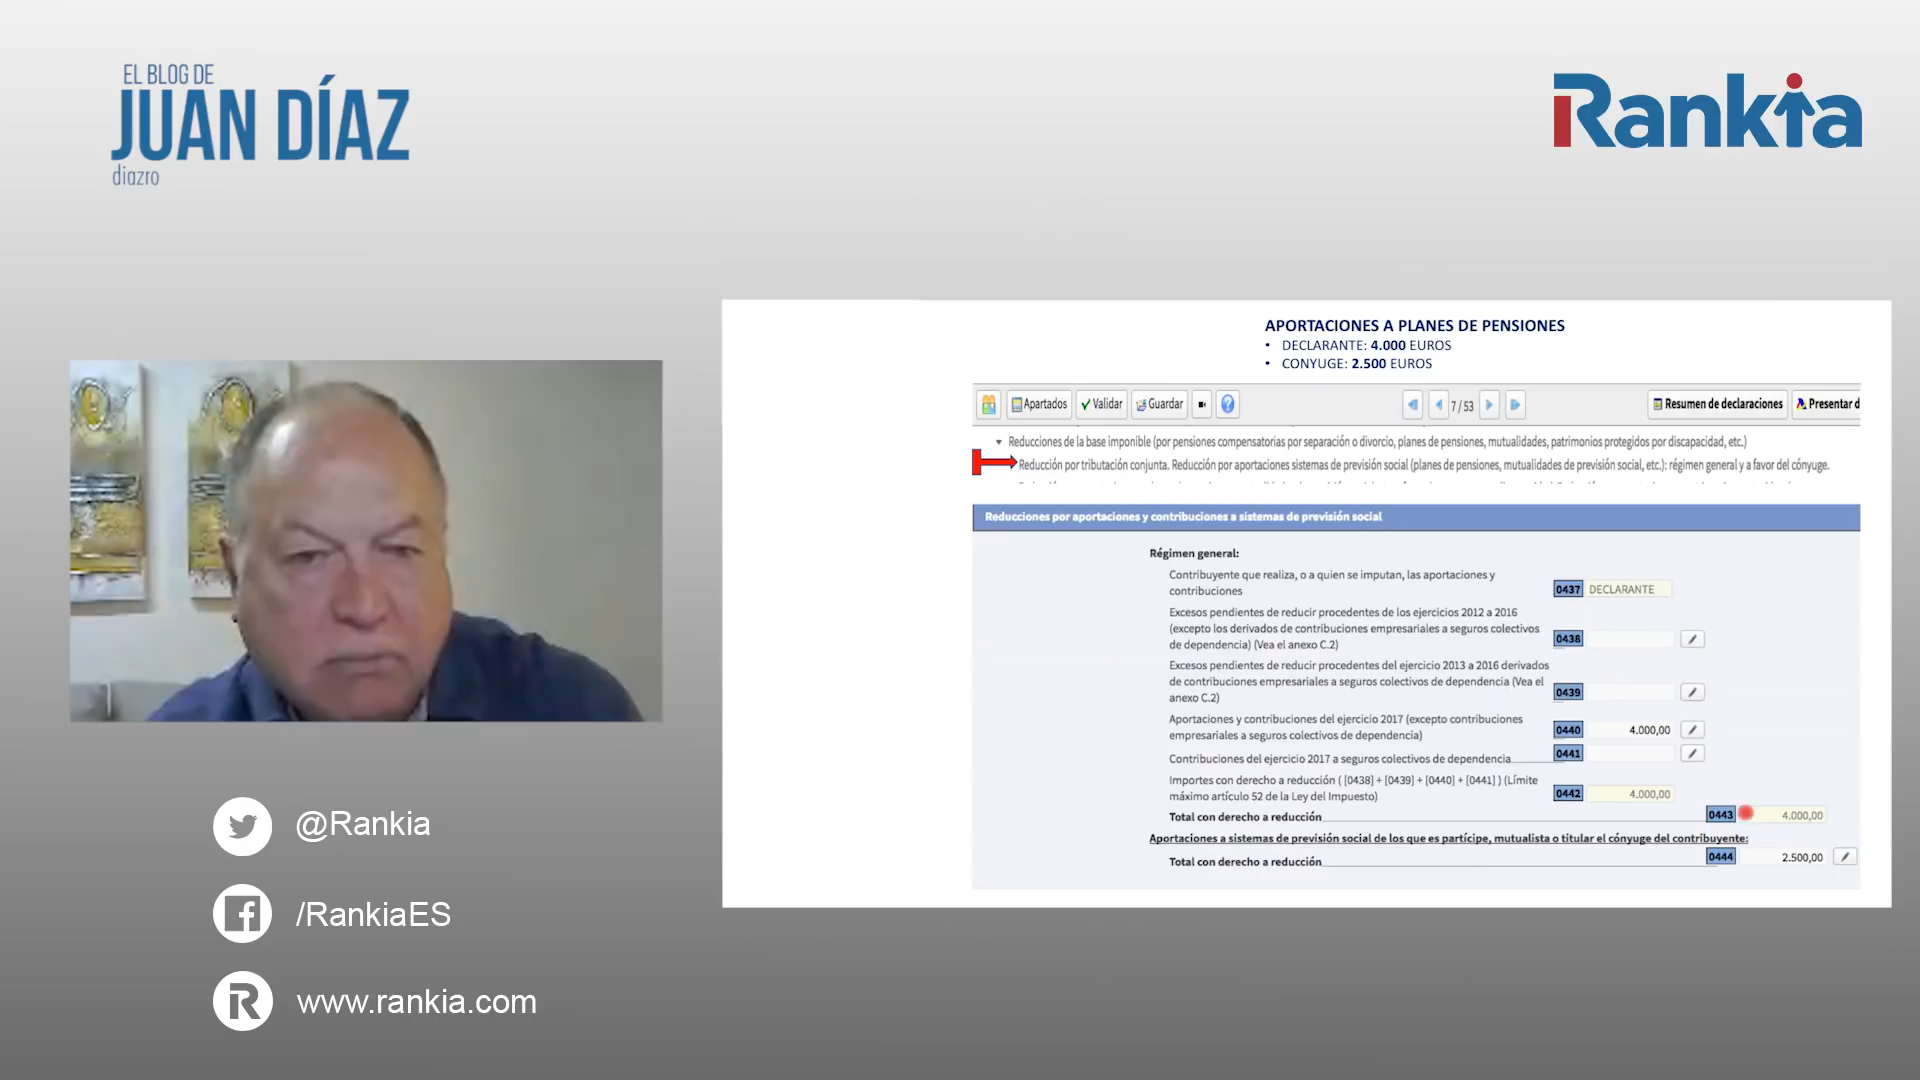 EL BLOG DE
JUAN DÍAZ
diazro
Rankia
APORTACIONES A PLANES DE PENSIONES
• DECLARANTE: 4.000 EUROS
• CONYUGE: 2.500 EUROS
Apartados Validar Guardar 7 / 53 Resumen de declaraciones Presentar d
Reducciones de la base imponible (por pensiones compensatorias por separación o divorcio, planes de pensiones, mutualidades, patrimonios protegidos por discapacidad, etc.)
Reducción por tributación conjunta. Reducción por aportaciones sistemas de previsión social (planes de pensiones, mutualidades de previsión social, etc.): régimen general y a favor del cónyuge.
Reducciones por aportaciones y contribuciones a sistemas de previsión social
Régimen general:
Contribuyente que realiza, o a quien se imputan, las aportaciones y
contribuciones 0437 DECLARANTE
Excesos pendientes de reducir procedentes de los ejercicios 2012 a 2016
(excepto los derivados de contribuciones empresariales a seguros colectivos
de dependencia) (Vea el anexo C.2) 0438
Excesos pendientes de reducir procedentes del ejercicio 2013 a 2016 derivados
de contribuciones empresariales a seguros colectivos de dependencia (Vea el
anexo C.2) 0439
Aportaciones y contribuciones del ejercicio 2017 (excepto contribuciones
empresariales a seguros colectivos de dependencia) 0440 4.000,00
Contribuciones del ejercicio 2017 a seguros colectivos de dependencia 0441
Importes con derecho a reducción ( [0438] + [0439] + [0440] + [0441] ) (Límite
máximo artículo 52 de la Ley del Impuesto) 0442 4.000,00
Total con derecho a reducción 0443 4.000,00
Aportaciones a sistemas de previsión social de los que es partícipe, mutualista o titular el cónyuge del contribuyente:
Total con derecho a reducción 0444 2.500,00
@Rankia
/RankiaES
www.rankia.com